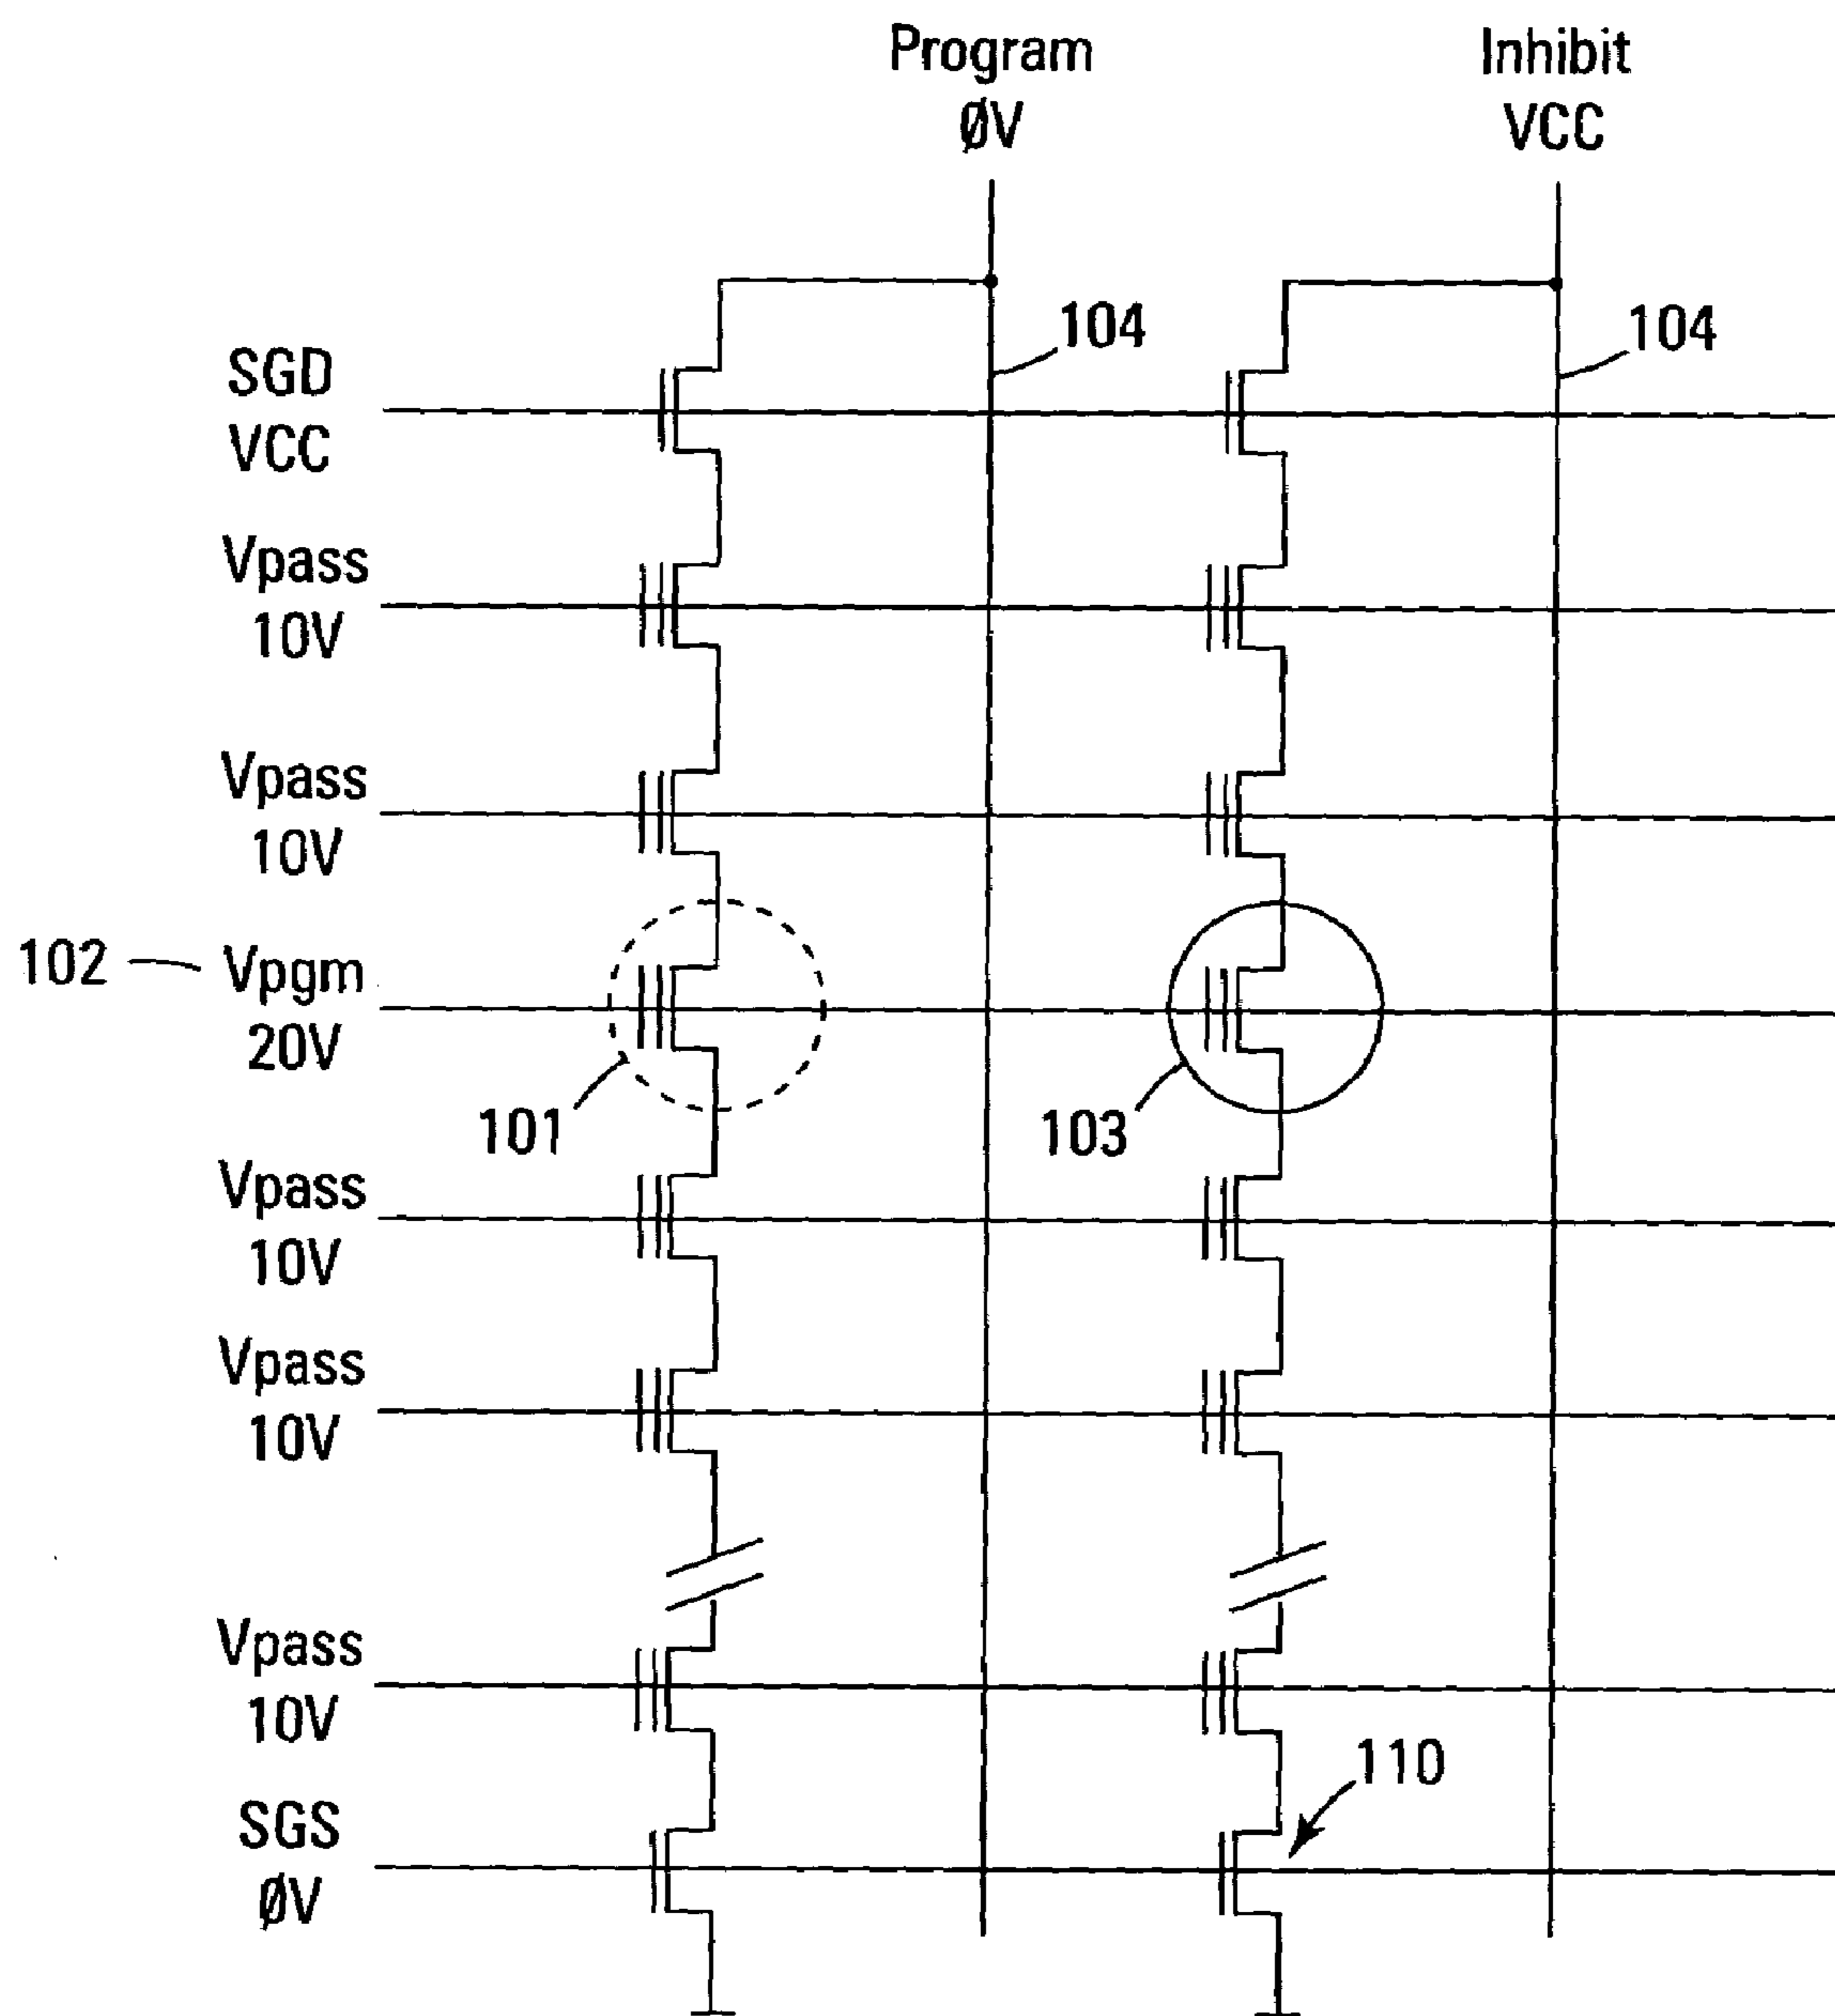 Program
ØV
Inhibit
VCC
104
104
SGD
VCC
Vpass
10V
Vpass
10V
102
Vpgm
20V
101
103
Vpass
10V
Vpass
10V
Vpass
10V
110
SGS
ØV